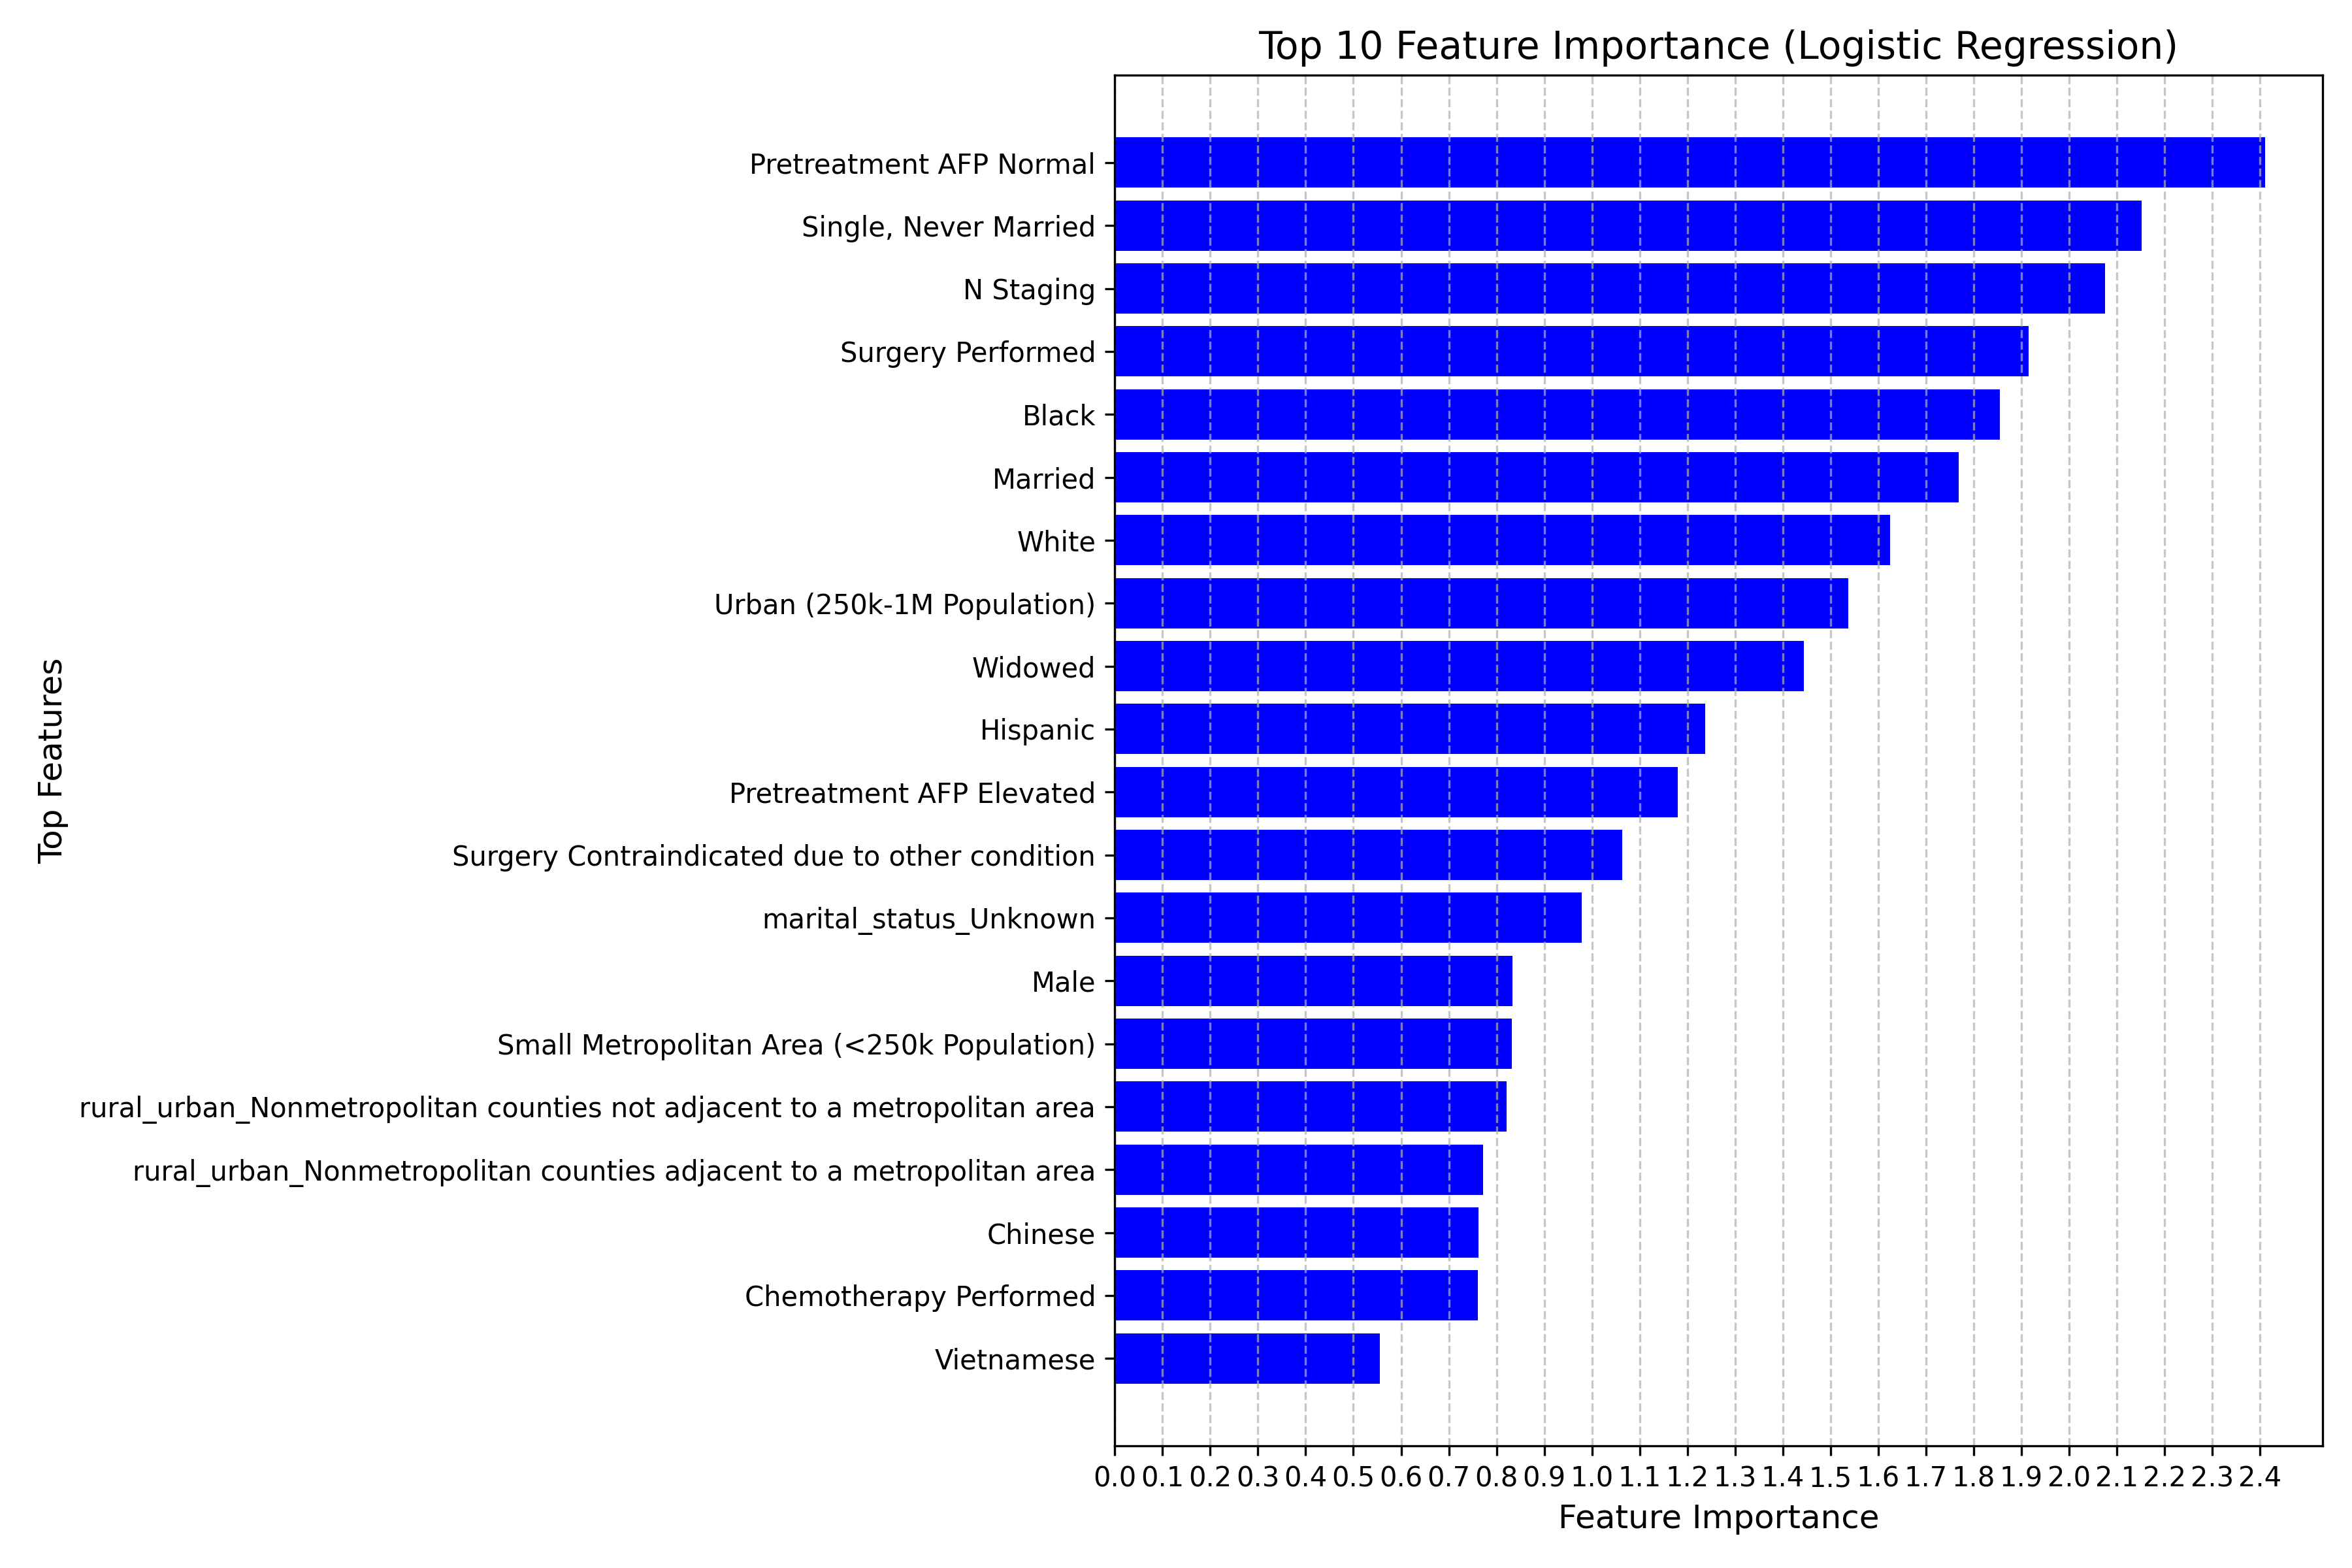 Top 10 Feature Importance (Logistic Regression)
Top Features
Pretreatment AFP Normal
Single, Never Married
N Staging
Surgery Performed
Black
Married
White
Urban (250k-1M Population)
Widowed
Hispanic
Pretreatment AFP Elevated
Surgery Contraindicated due to other condition
marital_status_Unknown
Male
Small Metropolitan Area (<250k Population)
rural_urban_Nonmetropolitan counties not adjacent to a metropolitan area
rural_urban_Nonmetropolitan counties adjacent to a metropolitan area
Chinese
Chemotherapy Performed
Vietnamese
0.0 0.1 0.2 0.3 0.4 0.5 0.6 0.7 0.8 0.9 1.0 1.1 1.2 1.3 1.4 1.5 1.6 1.7 1.8 1.9 2.0 2.1 2.2 2.3 2.4
Feature Importance